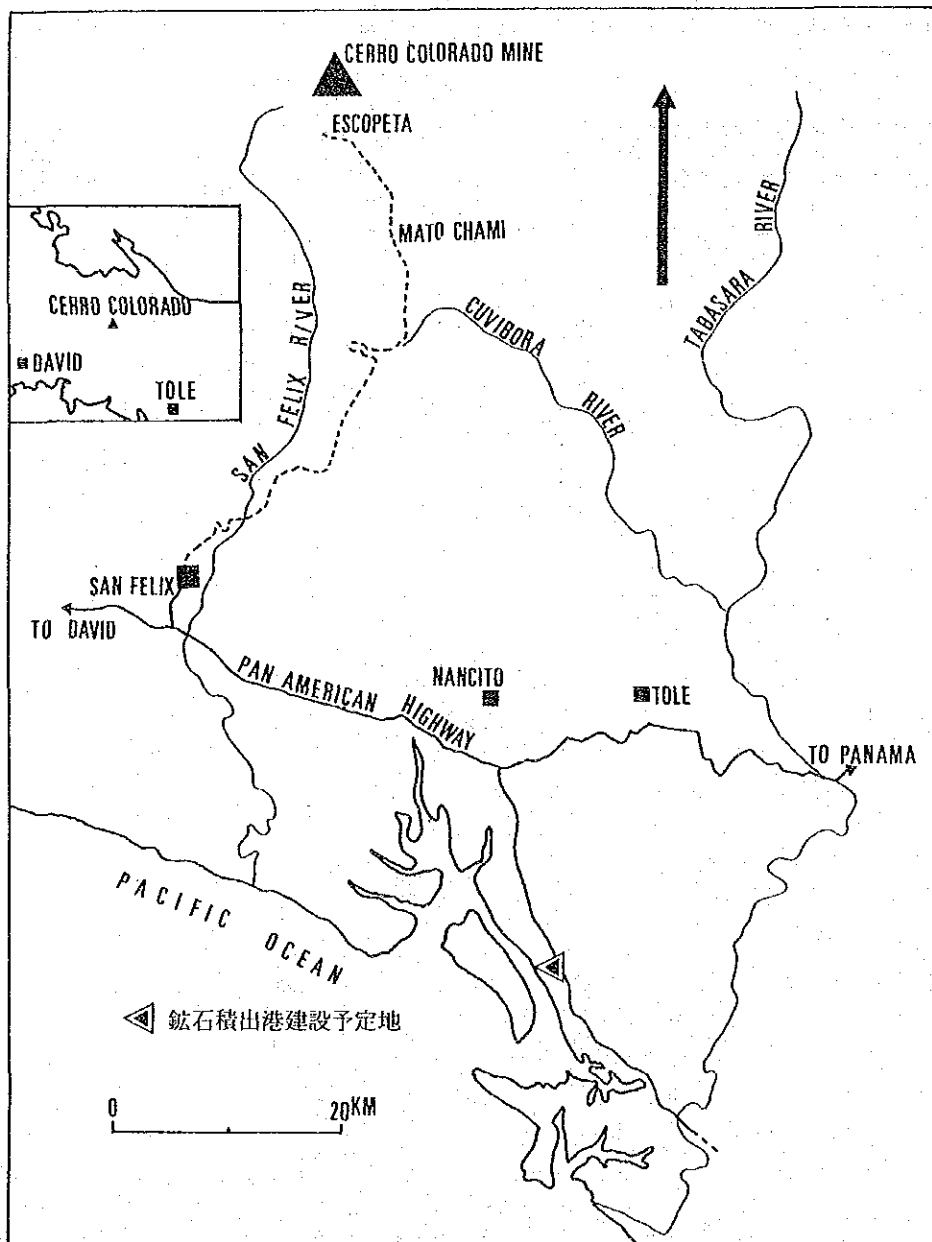 CERRO COLORADO MINE
ESCOPETA
MATO CHAMI
SAN FELIX RIVER
CUVIBORA RIVER
TABASARA RIVER
CERRO COLORADO
DAVID
TOLE
SAN FELIX
TO DAVID
PAN AMERICAN HIGHWAY
NANCITO
TOLE
TO PANAMA
PACIFIC OCEAN
鉱石積出港建設予定地
0 20KM